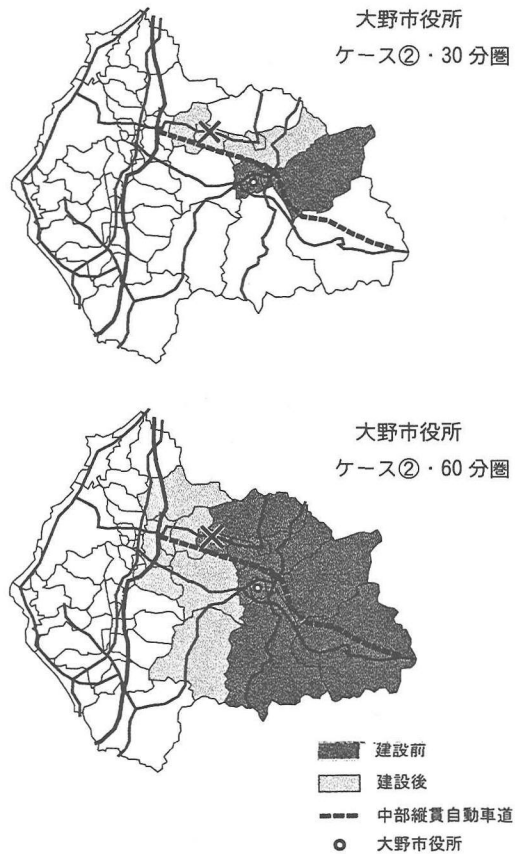 大野市役所
ケース②・30分圏
大野市役所
ケース②・60分圏
建設前
建設後
中部縦貫自動車道
大野市役所